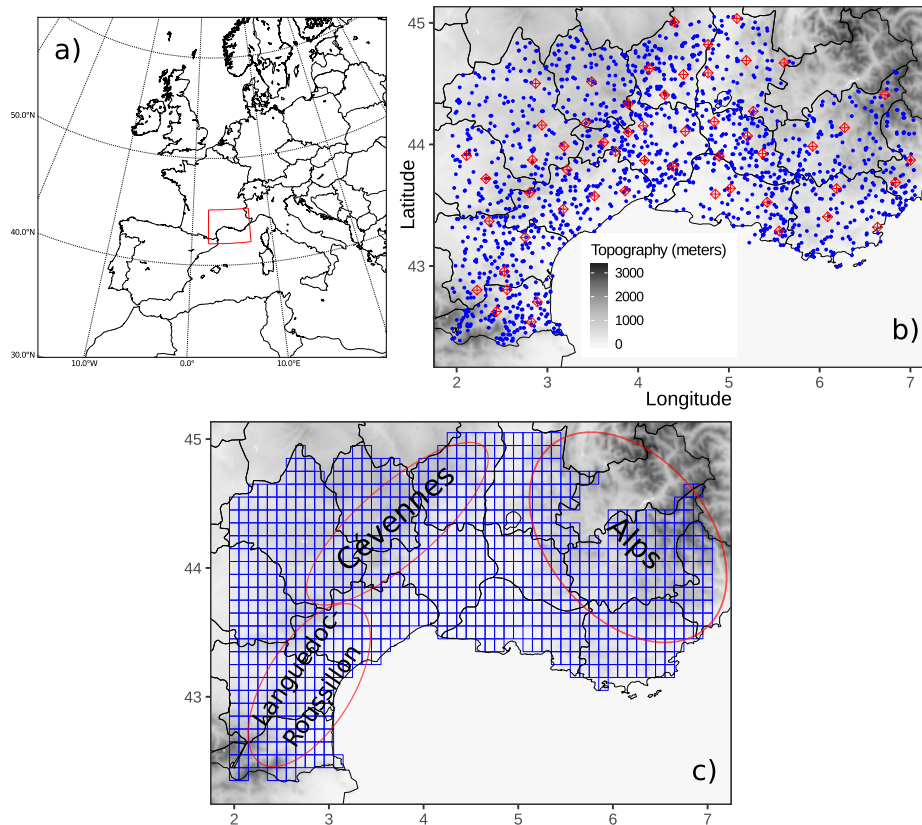 a)
50.0°N
40.0°N
30.0°N
10.0°W
0.0°
10.0°E
45
44
43
Latitude
Topography (meters)
3000
2000
1000
0
b)
2 3 4 5 6 7
Longitude
45
44
43
Cévennes
Alps
Languedoc-
Roussillon
c)
2 3 4 5 6 7